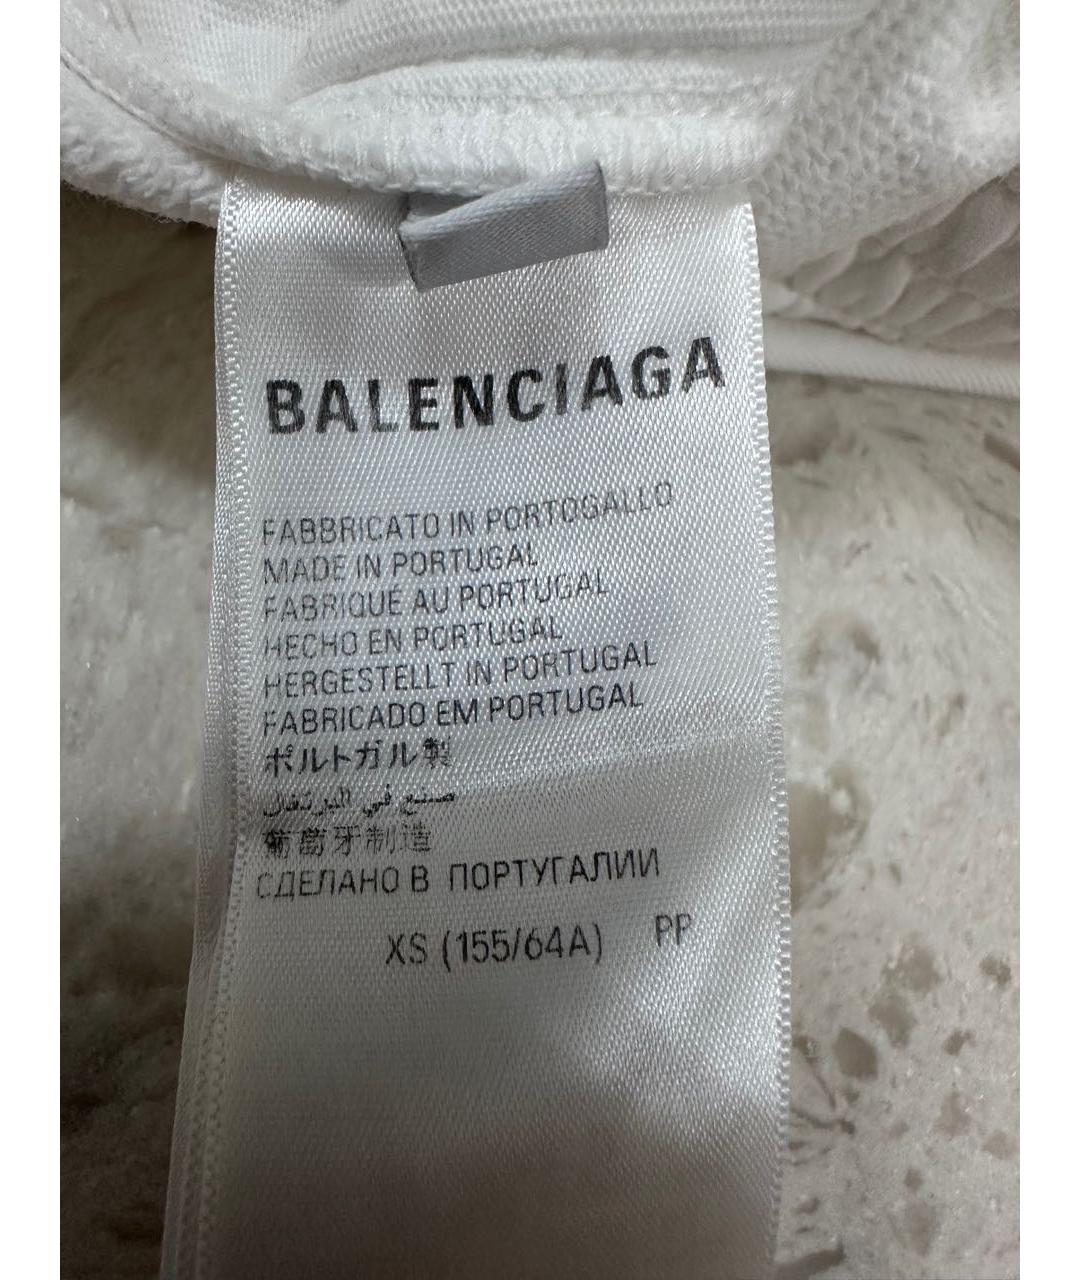 BALENCIAGA
FABBRICATO IN PORTOGALLO
MADE IN PORTUGAL
FABRIQUÉ AU PORTUGAL
HECHO EN PORTUGAL
HERGESTELLT IN PORTUGAL
FABRICADO EM PORTUGAL
ポルトガル製
صنع في البرتغال
葡萄牙制造
СДЕЛАНО В ПОРТУГАЛИИ
XS (155/64A) PP